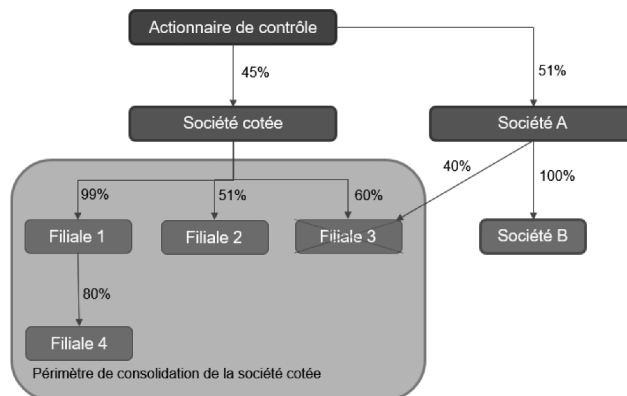 Actionnaire de contrôle
45%
51%
Société cotée
Société A
99%
51%
60%
40%
100%
Filiale 1
Filiale 2
Filiale 3
Société B
80%
Filiale 4
Périmètre de consolidation de la société cotée